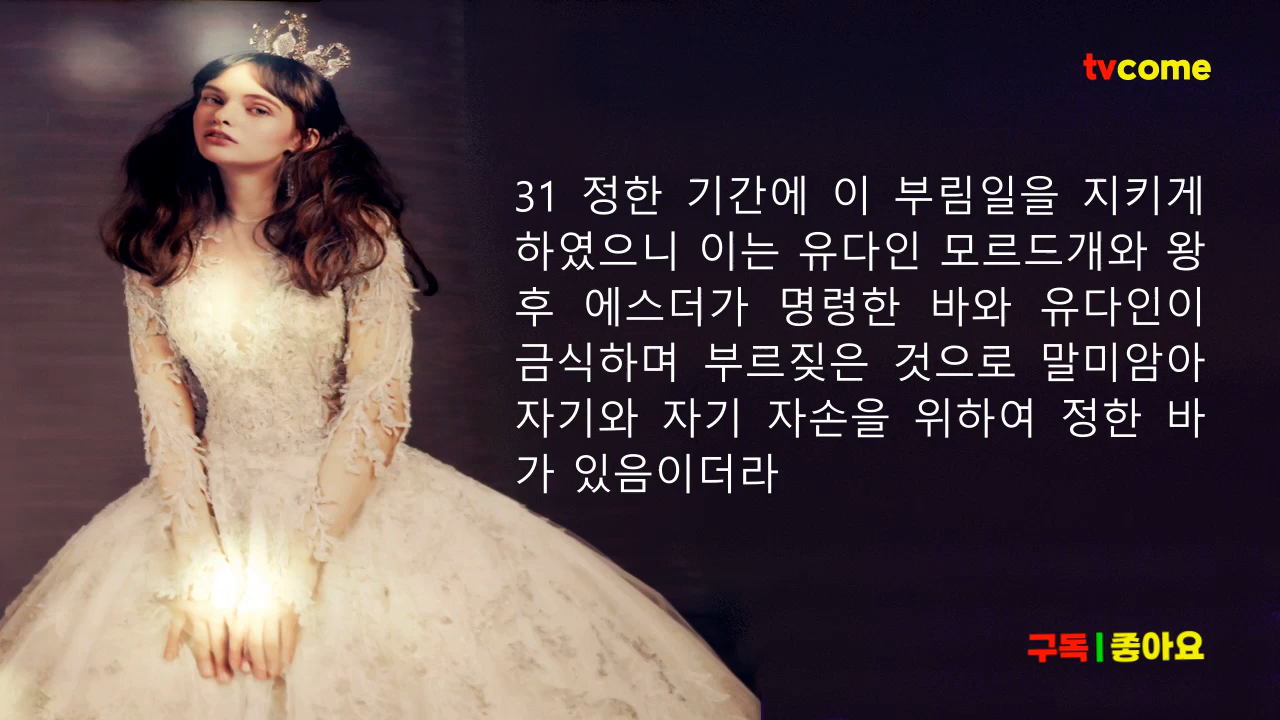 tvcome
31 정한 기간에 이 부림일을 지키게
하였으니 이는 유다인 모르드개와 왕
후 에스더가 명령한 바와 유다인이
금식하며 부르짖은 것으로 말미암아
자기와 자기 자손을 위하여 정한 바
가 있음이더라
구독|좋아요